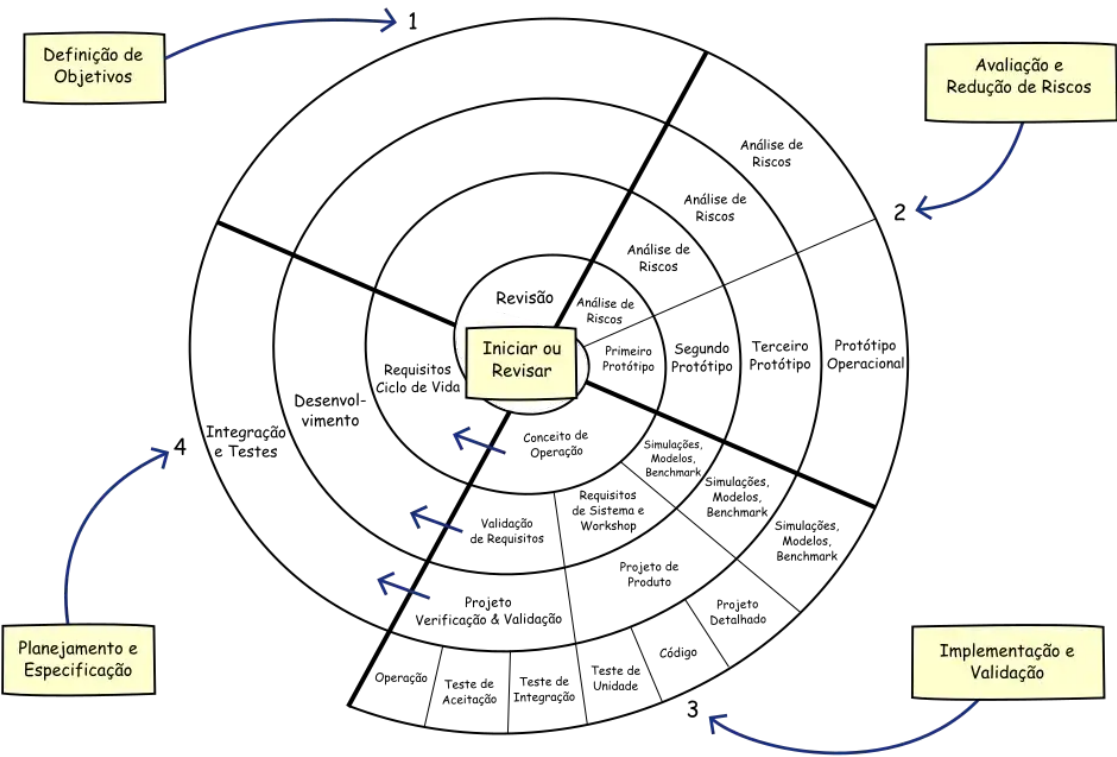 1
Definição de
Objetivos
Avaliação e
Redução de Riscos
2
Análise de
Riscos
Análise de
Riscos
Análise de
Riscos
Análise de
Riscos
Revisão
Iniciar ou
Revisar
Primeiro
Protótipo
Segundo
Protótipo
Terceiro
Protótipo
Protótipo
Operacional
Requisitos
Ciclo de Vida
Desenvol-
vimento
Integração
e Testes
4
Conceito de
Operação
Simulações,
Modelos,
Benchmark
Simulações,
Modelos,
Benchmark
Simulações,
Modelos,
Benchmark
Validação
de Requisitos
Requisitos
de Sistema e
Workshop
Projeto
Verificação & Validação
Projeto de
Produto
Projeto
Detalhado
Operação
Teste de
Aceitação
Teste de
Integração
Teste de
Unidade
Código
3
Planejamento e
Especificação
Implementação e
Validação